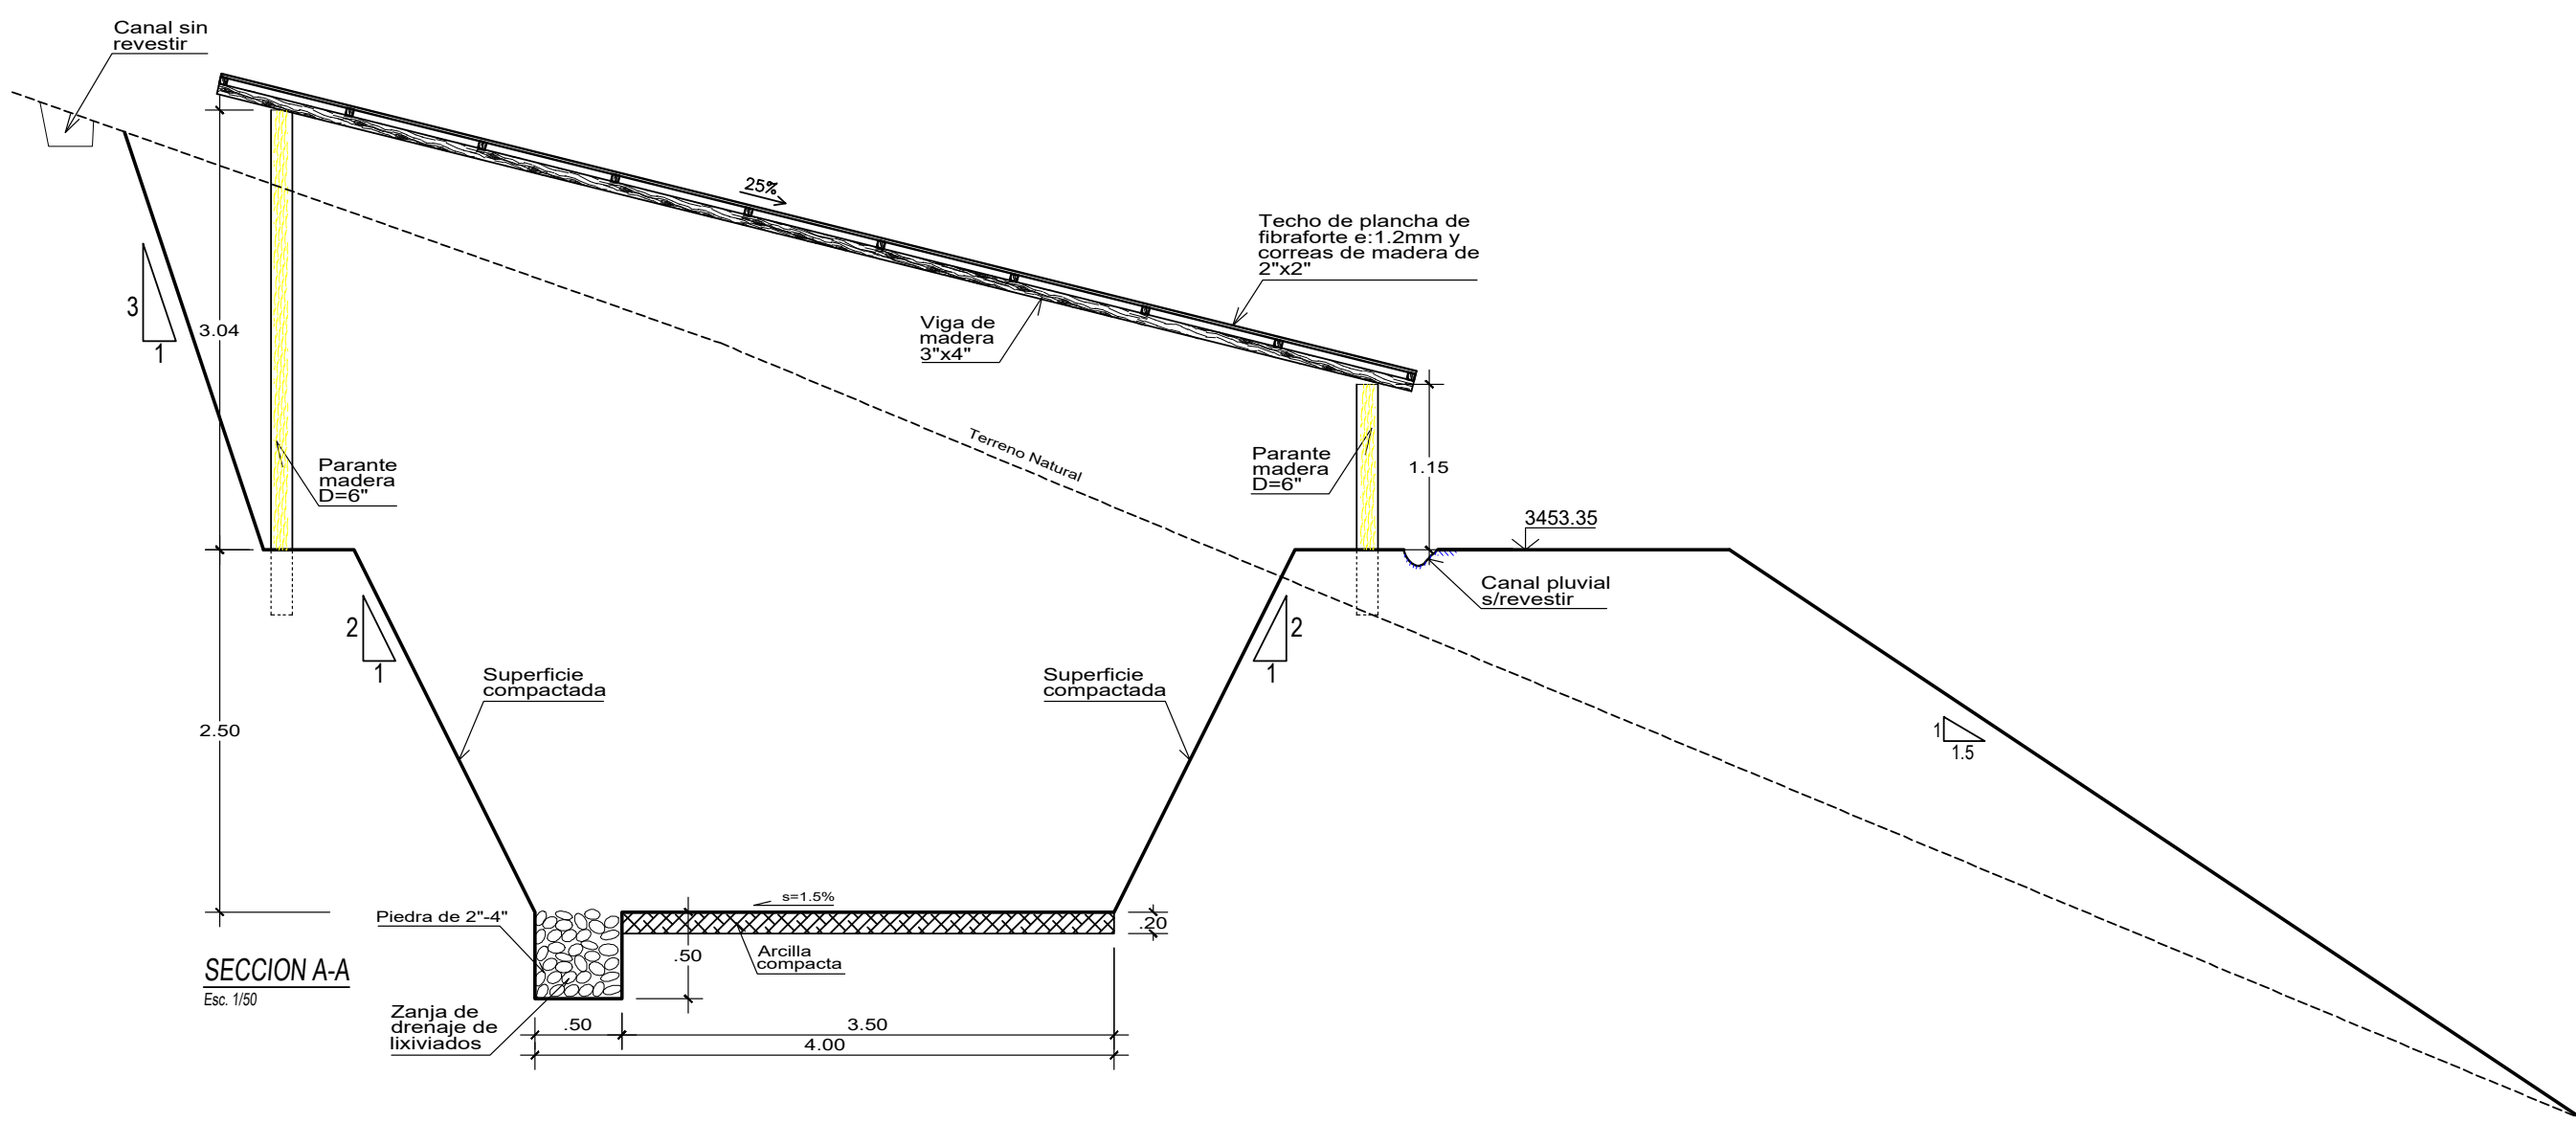 Canal sin
revestir
25%
Techo de plancha de
fibraforte e:1.2mm y
correas de madera de
2"x2"
3
1
3.04
Viga de
madera
3"x4"
Terreno Natural
Parante
madera
D=6"
Parante
madera
D=6"
1.15
3453.35
Canal pluvial
s/revestir
2
1
2
1
Superficie
compactada
Superficie
compactada
2.50
1
1.5
s=1.5%
Piedra de 2"-4"
.20
Arcilla
compacta
.50
SECCION A-A
Esc. 1/50
Zanja de
drenaje de
lixiviados
.50
3.50
4.00